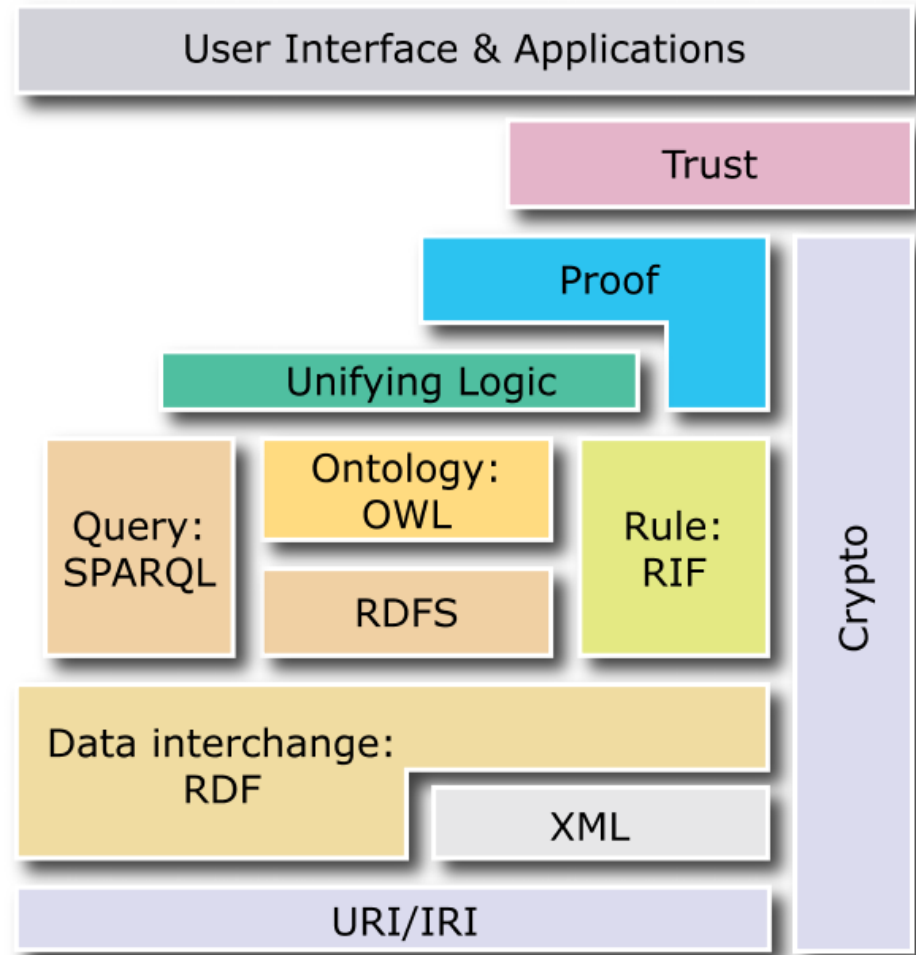 User Interface & Applications
Trust
Proof
Unifying Logic
Query:
SPARQL
Ontology:
OWL
RDFS
Rule:
RIF
Crypto
Data interchange:
RDF
XML
URI/IRI